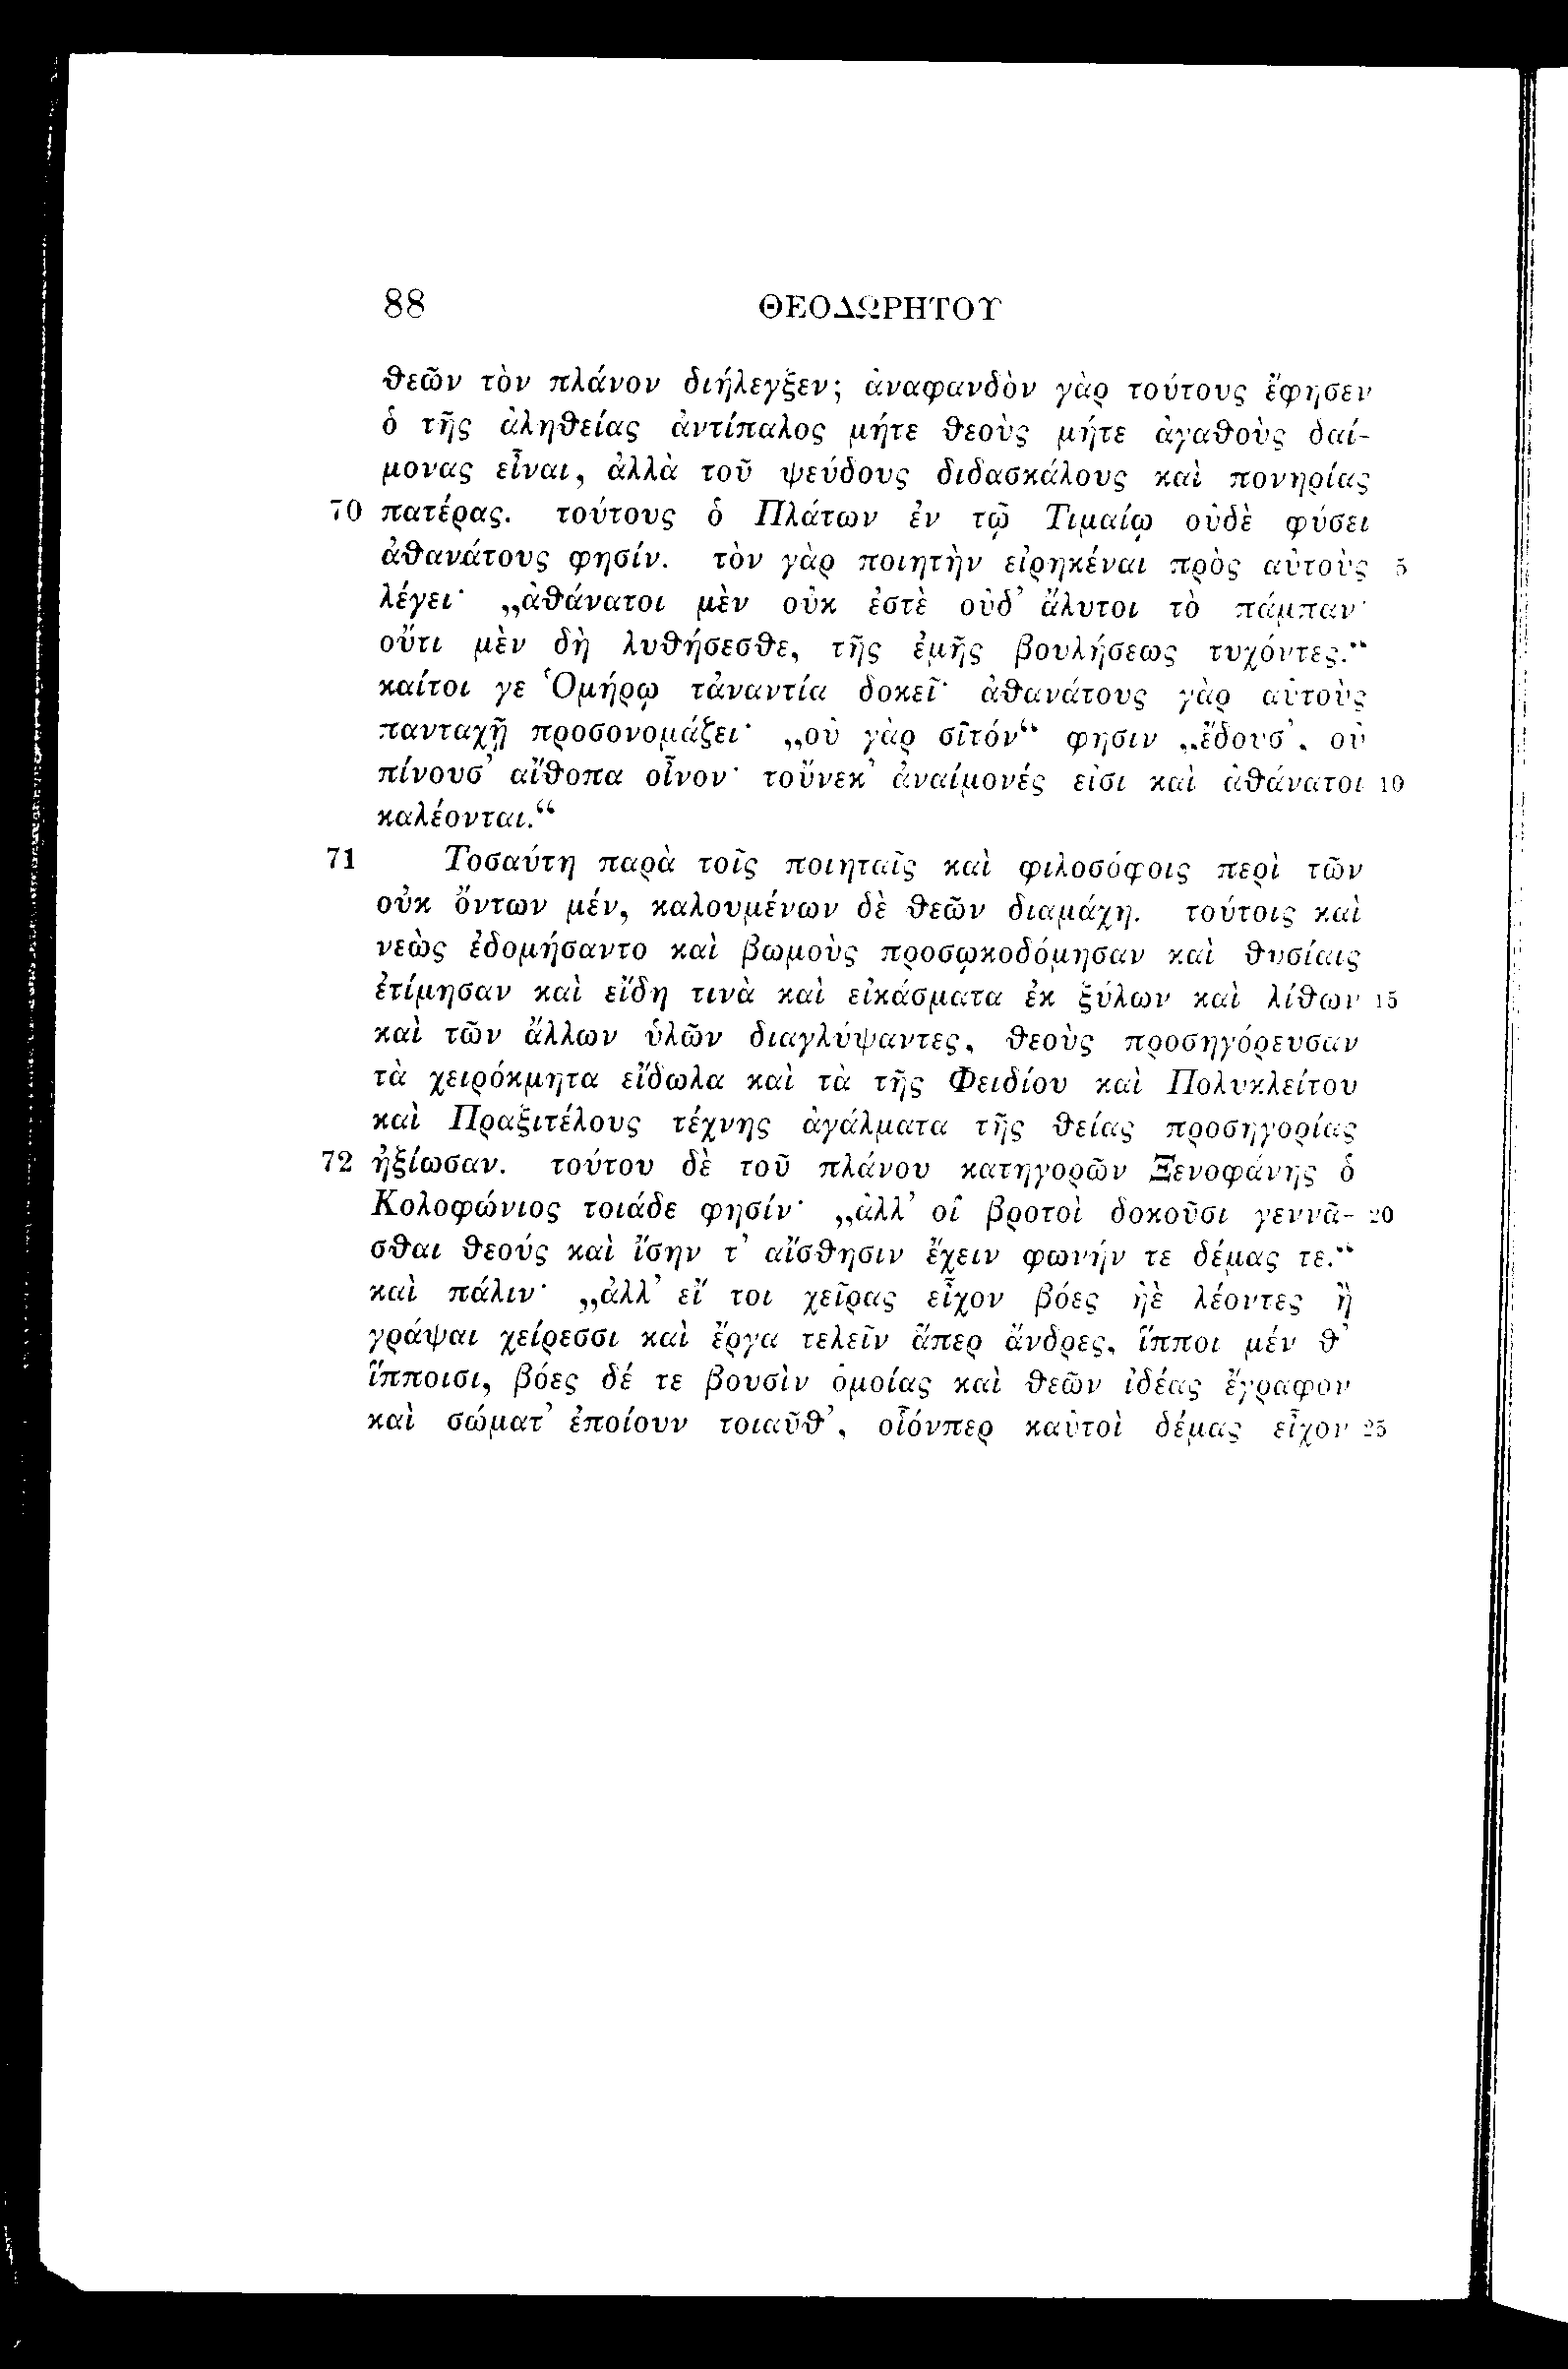 88 ΘΕΟΔΩΡΗΤΟΥ
θεῶν τὸν πλάνον διήλεγξεν; ἀναφανδὸν γὰρ τούτους ἔφησεν
ὁ τῆς ἀληθείας ἀντίπαλος μήτε θεοὺς μήτε ἀγαθοὺς δαί-
μονας εἶναι, ἀλλὰ τοῦ ψεύδους διδασκάλους καὶ πονηρίας
70 πατέρας. τούτους ὁ Πλάτων ἐν τῷ Τιμαίῳ οὐδὲ φύσει
ἀθανάτους φησίν. τὸν γὰρ ποιητὴν εἰρηκέναι πρὸς αὐτοὺς 5
λέγει· „ἀθάνατοι μὲν οὐκ ἐστὲ οὐδ’ ἄλυτοι τὸ πάμπαν·
οὔτι μὲν δὴ λυθήσεσθε, τῆς ἐμῆς βουλήσεως τυχόντες.“
καίτοι γε Ὁμήρῳ τἀναντία δοκεῖ· ἀθανάτους γὰρ αὐτοὺς
πανταχῇ προσονομάζει· „οὐ γὰρ σῖτόν“ φησιν „ἔδουσ’, οὐ
πίνουσ’ αἴθοπα οἶνον· τοὔνεκ’ ἀναίμονές εἰσι καὶ ἀθάνατοι 10
καλέονται.“
71 Τοσαύτη παρὰ τοῖς ποιηταῖς καὶ φιλοσόφοις περὶ τῶν
οὐκ ὄντων μέν, καλουμένων δὲ θεῶν διαμάχη. τούτοις καὶ
νεὼς ἐδομήσαντο καὶ βωμοὺς προσῳκοδόμησαν καὶ θυσίαις
ἐτίμησαν καὶ εἴδη τινὰ καὶ εἰκάσματα ἐκ ξύλων καὶ λίθων 15
καὶ τῶν ἄλλων ὑλῶν διαγλύψαντες, θεοὺς προσηγόρευσαν
τὰ χειρόκμητα εἴδωλα καὶ τὰ τῆς Φειδίου καὶ Πολυκλείτου
καὶ Πραξιτέλους τέχνης ἀγάλματα τῆς θείας προσηγορίας
72 ἠξίωσαν. τούτου δὲ τοῦ πλάνου κατηγορῶν Ξενοφάνης ὁ
Κολοφώνιος τοιάδε φησίν· „ἀλλ’ οἱ βροτοὶ δοκοῦσι γεννᾶ- 20
σθαι θεούς καὶ ἴσην τ’ αἴσθησιν ἔχειν φωνήν τε δέμας τε.“
καὶ πάλιν· „ἀλλ’ εἴ τοι χεῖρας εἶχον βόες ἠὲ λέοντες ἢ
γράψαι χείρεσσι καὶ ἔργα τελεῖν ἅπερ ἄνδρες, ἵπποι μέν θ’
ἵπποισι, βόες δέ τε βουσὶν ὁμοίας καὶ θεῶν ἰδέας ἔγραφον
καὶ σώματ’ ἐποίουν τοιαῦθ’, οἷόνπερ καὐτοὶ δέμας εἶχον 25